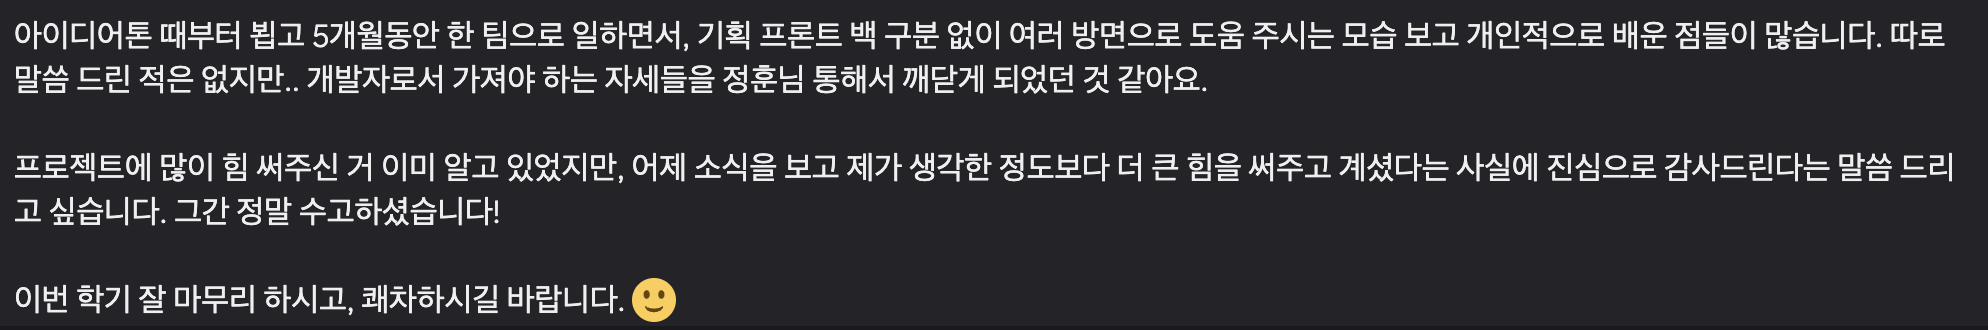 아이디어톤 때부터 뵙고 5개월동안 한 팀으로 일하면서, 기획 프론트 백 구분 없이 여러 방면으로 도움 주시는 모습 보고 개인적으로 배운 점들이 많습니다. 따로
말씀 드린 적은 없지만.. 개발자로서 가져야 하는 자세들을 정훈님 통해서 깨닫게 되었던 것 같아요.
프로젝트에 많이 힘 써주신 거 이미 알고 있었지만, 어제 소식을 보고 제가 생각한 정도보다 더 큰 힘을 써주고 계셨다는 사실에 진심으로 감사드린다는 말씀 드리
고 싶습니다. 그간 정말 수고하셨습니다!
이번 학기 잘 마무리 하시고, 쾌차하시길 바랍니다. 🙂